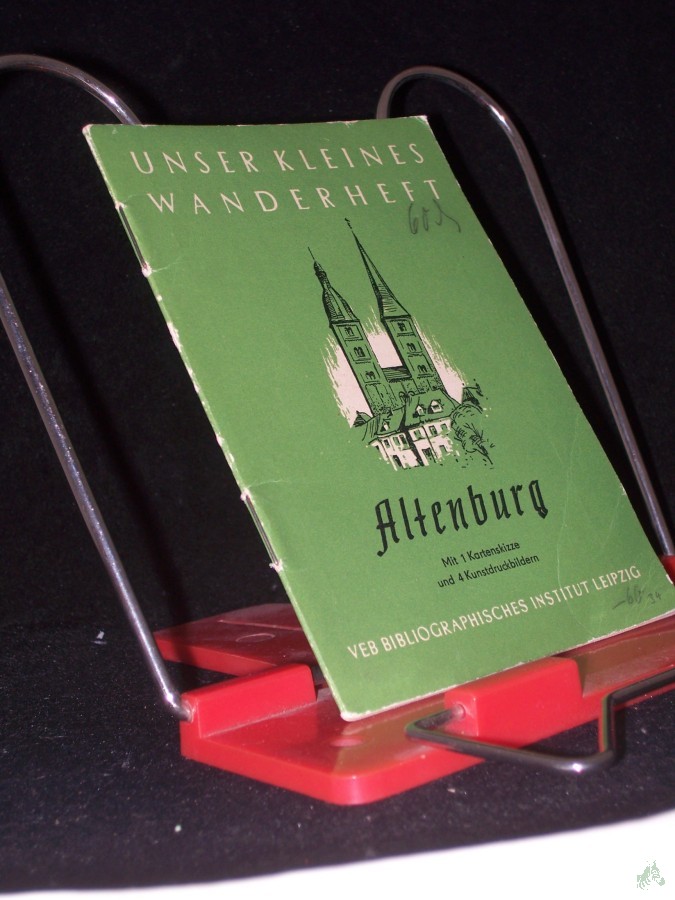 UNSER KLEINES
WANDERHEFT
Altenburg
Mit 1 Kartenskizze
und 4 Kunstdruckbildern
VEB BIBLIOGRAPHISCHES INSTITUT LEIPZIG